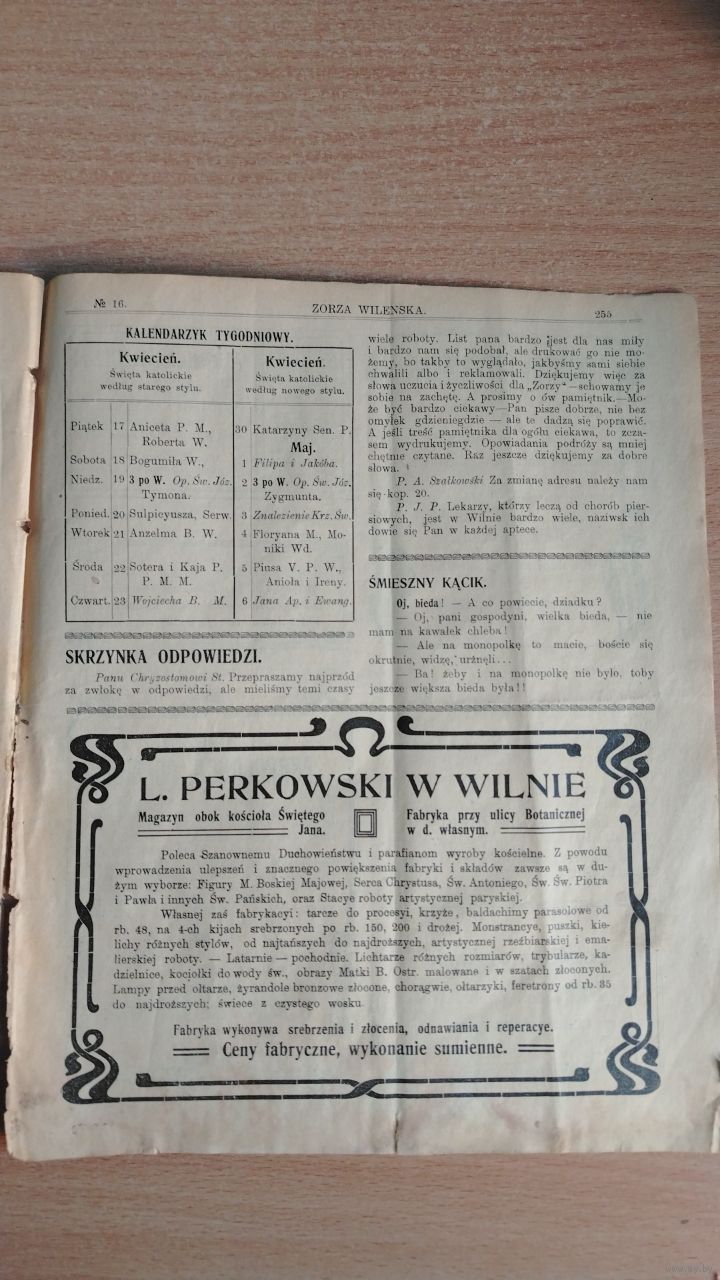 № 16.
ZORZA WILEŃSKA.
255
KALENDARZYK TYGODNIOWY.
Kwiecień.
Święta katolickie
według starego stylu.
Kwiecień.
Święta katolickie
według nowego stylu.
Piątek 17 Aniceta P. M., 30 Katarzyny Sen. P.
Roberta W. Maj.
Sobota 18 Bogumiła W., 1 Filipa i Jakóba.
Niedz. 19 3 po W. Op. Św. Józ. 2 3 po W. Op. Św. Józ.
Tymona. Zygmunta.
Poned. 20 Sulpicyusza, Serw. 3 Znalezienie Krz. Św.
Wtorek 21 Anzelma B. W. 4 Floryana M., Mo-
niki Wd.
Środa 22 Sotera i Kaja P. 5 Piusa V. P. W.,
P. M. M. Anioła i Ireny.
Czwart. 23 Wojciecha B. M. 6 Jana Ap. i Ewang.
SKRZYNKA ODPOWIEDZI.
Panu Chryzostomowi St. Przepraszamy najprzód
za zwłokę w odpowiedzi, ale mieliśmy temi czasy
wiele roboty. List pana bardzo jest dla nas miły
i bardzo nam się podobał, ale drukować go nie mo-
żemy, bo takby to wyglądało, jakbyśmy sami siebie
chwalili albo i reklamowali. Dziękujemy więc za
słowa uczucia i życzliwości dla „Zorzy“—schowamy je
sobie na zachętę. A prosimy o ów pamiętnik.—Mo-
że być bardzo ciekawy—Pan pisze dobrze, nie bez
omyłek gdzieniegdzie — ale te dadzą się poprawić.
A jeśli treść pamiętnika dla ogółu ciekawa, to zcza-
sem wydrukujemy. Opowiadania podróży są mniej
chętnie czytane. Raz jeszcze dziękujemy za dobre
słowa.
P. A. Szałkowski Za zmianę adresu należy nam
się kop. 20.
P. J. P. Lekarzy, którzy leczą od chorób pier-
siowych, jest w Wilnie bardzo wiele, nazwisk ich
dowie się Pan w każdej aptece.
ŚMIESZNY KĄCIK.
Oj, bieda! — A co powiecie, dziadku?
— Oj, pani gospodyni, wielka bieda, — nie
mam na kawałek chleba!
— Ale na monopolkę to macie, boście się
okrutnie, widzę, urżnęli...
— Ba! żeby i na monopolkę nie było, toby
jeszcze większa bieda była!!
L. PERKOWSKI W WILNIE
Magazyn obok kościoła Świętego
Jana.
Fabryka przy ulicy Botanicznej
w d. własnym.
Poleca Szanownemu Duchowieństwu i parafianom wyroby kościelne. Z powodu
wprowadzenia ulepszeń i znacznego powiększenia fabryki i składów zawsze są w du-
żym wyborze: Figury M. Boskiej Majowej, Serca Chrystusa, Św. Antoniego, Św. Św. Piotra
i Pawła i innych Św. Pańskich, oraz Stacye roboty artystycznej paryskiej.
Własnej zaś fabrykacyi: tarcze do procesyi, krzyże, baldachimy parasolowe od
rb. 48, na 4-ch kijach srebrzonych po rb. 150, 200 i drożej. Monstrancye, puszki, kie-
lichy różnych stylów, od najtańszych do najdroższych, artystycznej rzeźbiarskiej i ema-
lierskiej roboty. — Latarnie — pochodnie. Lichtarze różnych rozmiarów, trybularze, ka-
dzielnice, kociołki do wody św., obrazy Matki B. Ostr. malowane i w szatach złoconych.
Lampy przed ołtarze, żyrandole bronzowe złocone, chorągwie, ołtarzyki, feretrony od rb. 35
do najdroższych; świece z czystego wosku.
Fabryka wykonywa srebrzenia i złocenia, odnawiania i reperacye.
Ceny fabryczne, wykonanie sumienne.
www.ay.by